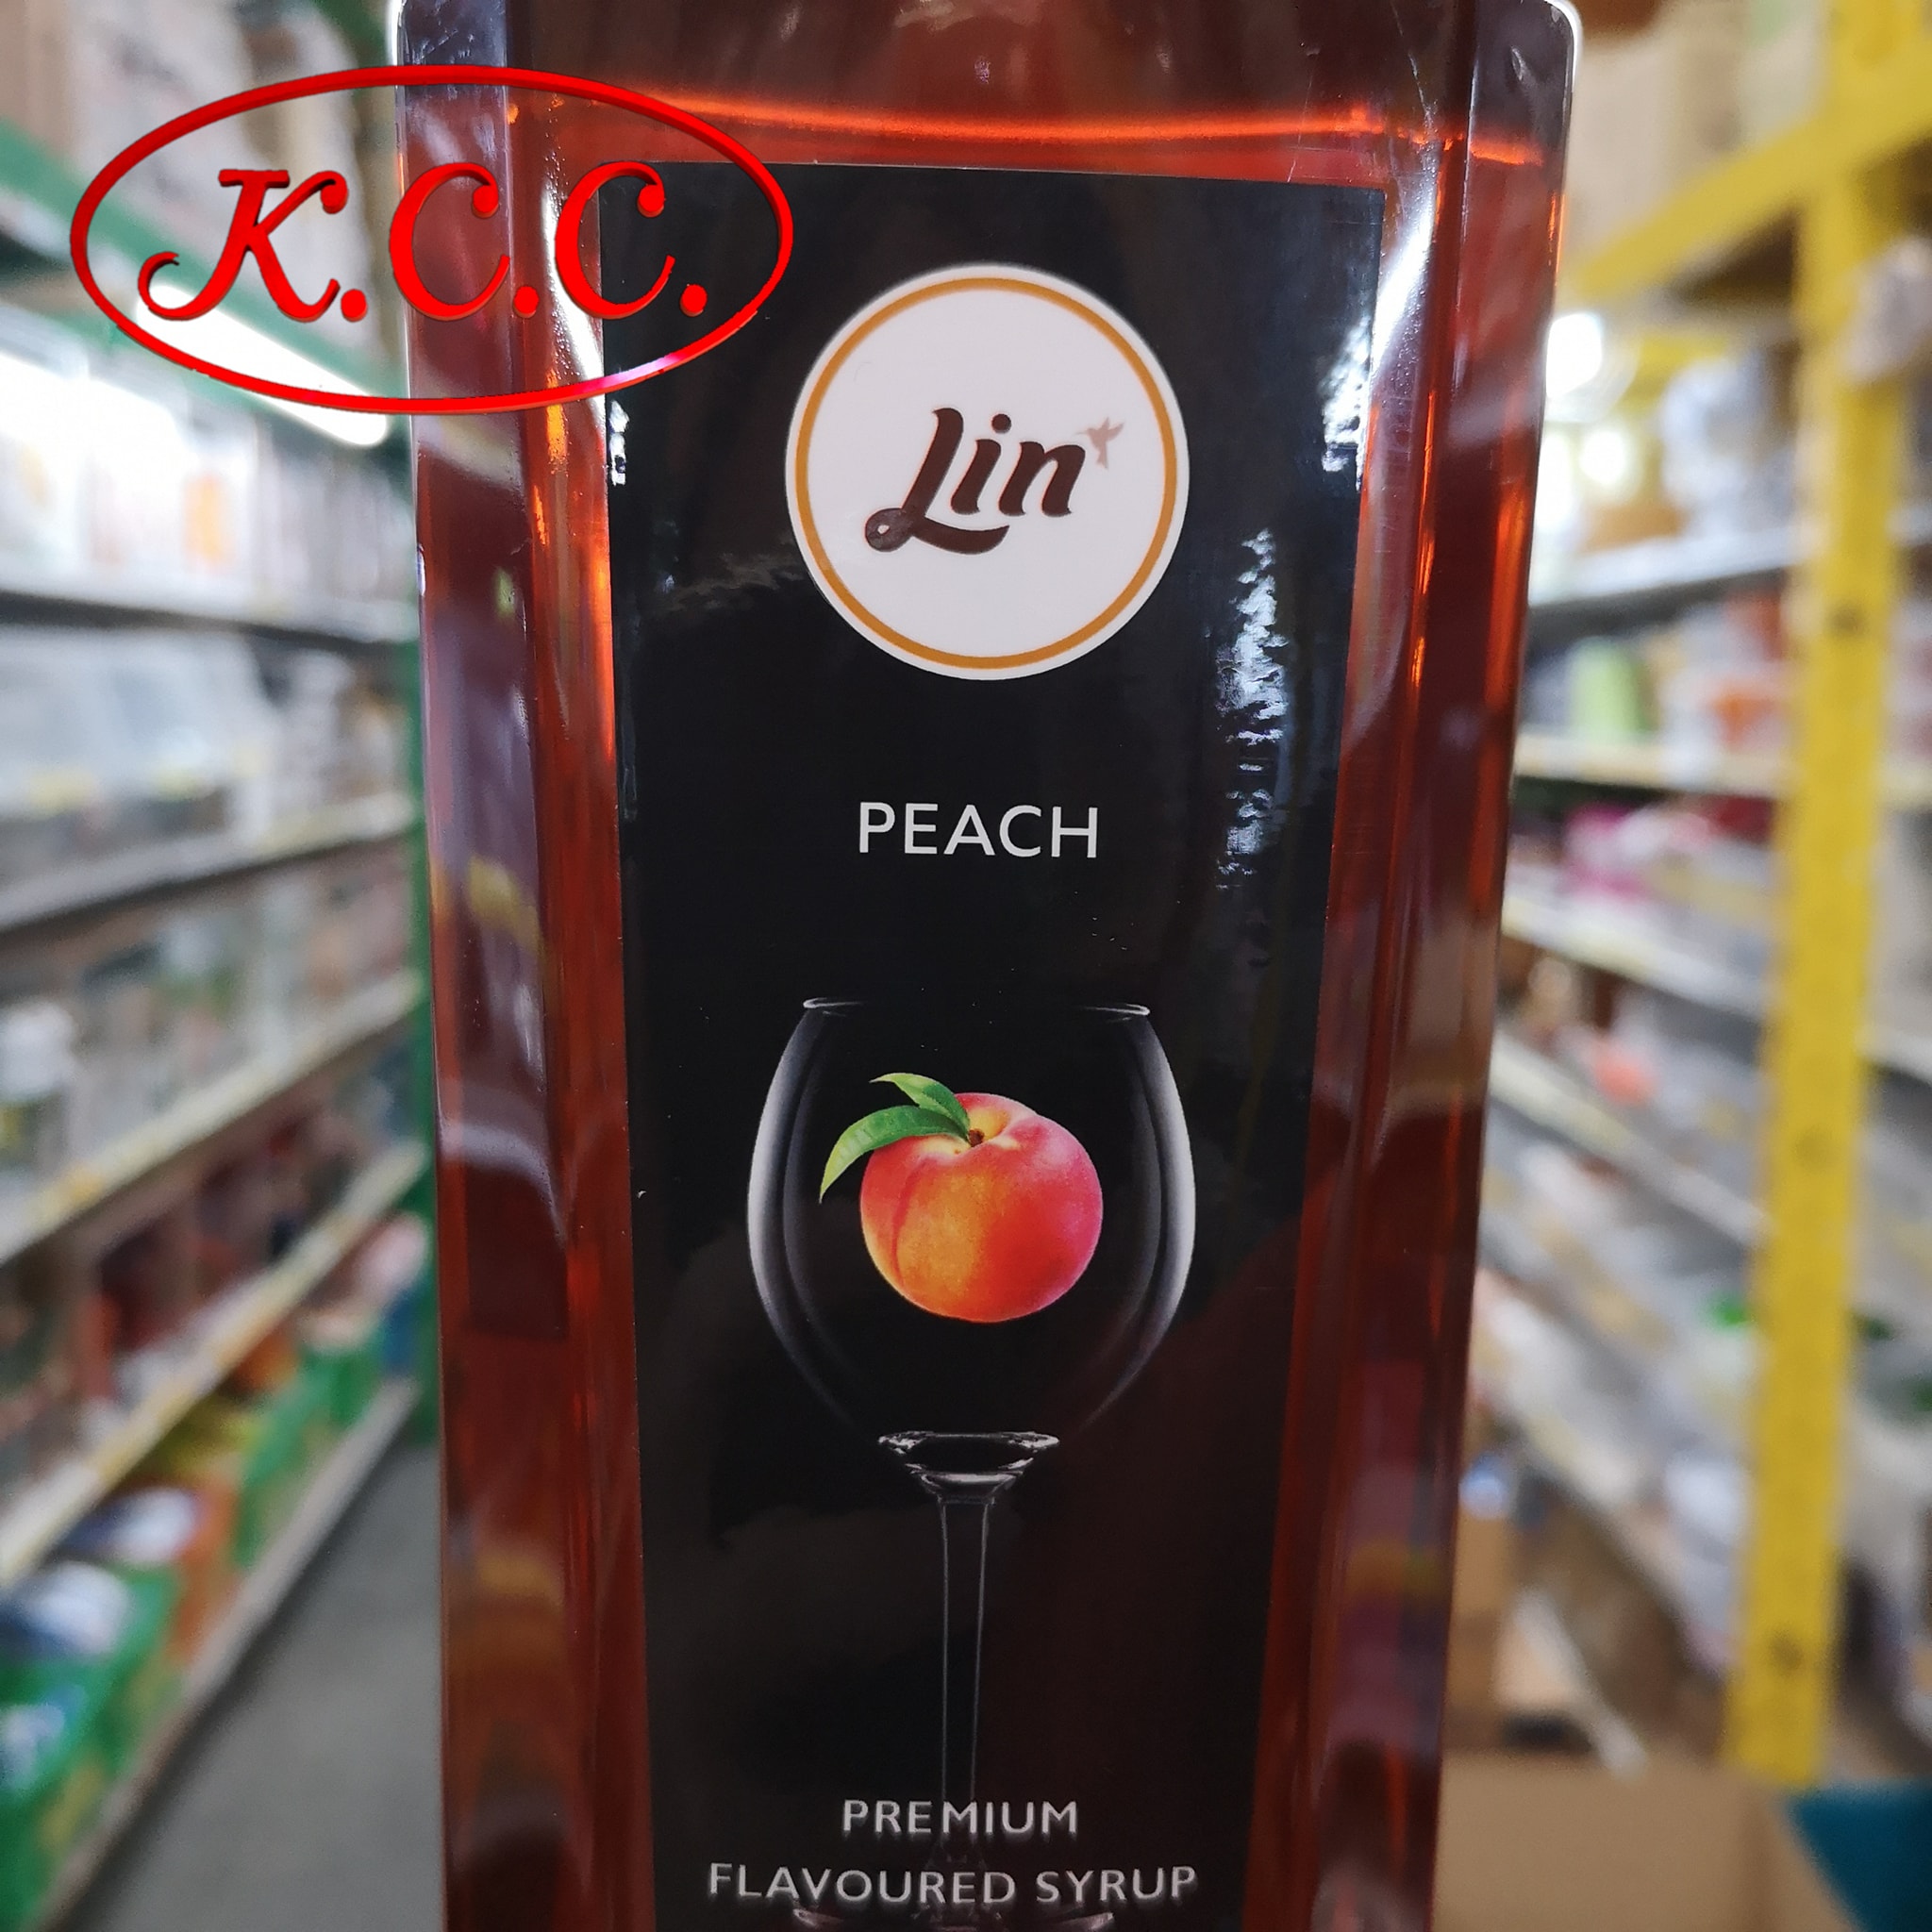 K.C.C.
Lin
PEACH
PREMIUM
FLAVOURED SYRUP